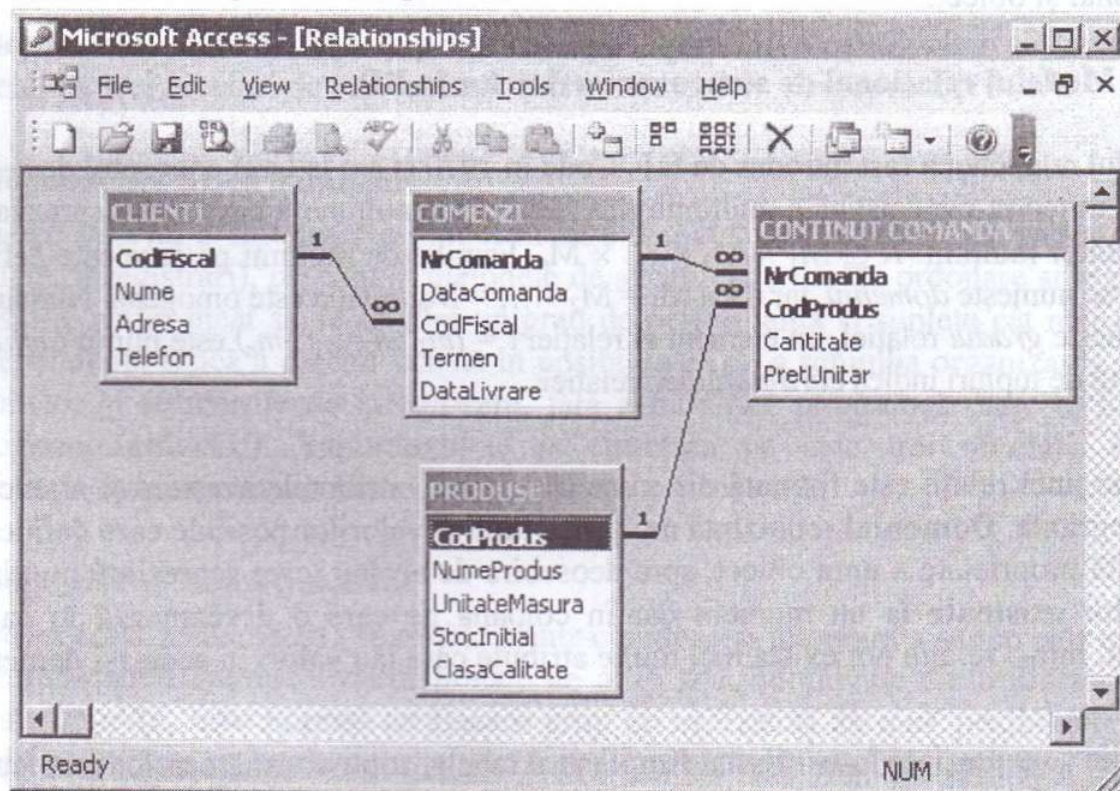 Microsoft Access - [Relationships]
File Edit View Relationships Tools Window Help
CLIENTI
CodFiscal
Nume
Adresa
Telefon
1
∞
COMENZI
NrComanda
DataComanda
CodFiscal
Termen
DataLivrare
1
∞
∞
CONTINUT COMANDA
NrComanda
CodProdus
Cantitate
PretUnitar
PRODUSE
CodProdus
NumeProdus
UnitateMasura
StocInitial
ClasaCalitate
1
Ready NUM